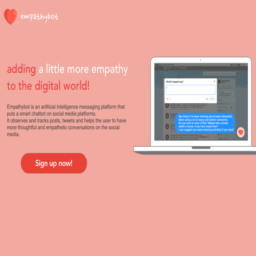 empathybot
adding a little more empathy
to the digital world!
Empathybot is an artificial intelligence messaging platform that
puts a smart chatbot on social media platforms.
It observes and tracks posts, tweets and helps the user to have
more thoughtful and empathetic conversations on the social
media.
Sign up now!